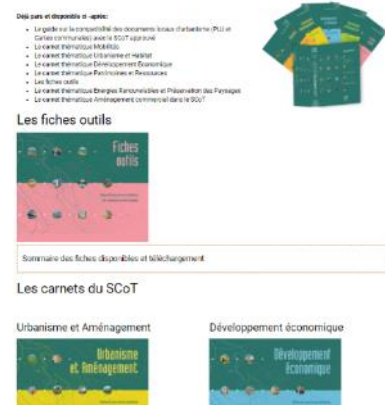 Déjà paru et disponible ci-après:
Le guide sur la compatibilité des documents locaux d'urbanisme (PLU et
Cartes communales) avec le SCoT approuvé
Le carnet thématique Mobilités
Le carnet thématique Urbanisme et Habitat
Le carnet thématique Développement Économique
Le carnet thématique Patrimoines et Ressources
Les fiches outils
Le carnet thématique Energies Renouvelables et Préservation des Paysages
Le carnet thématique Aménagement commercial dans le SCoT
Les fiches outils
Fiches
outils
Sommaire des fiches disponibles et téléchargement
Les carnets du SCoT
Urbanisme et Aménagement
Développement économique
Urbanisme
et Aménagement
Développement
économique